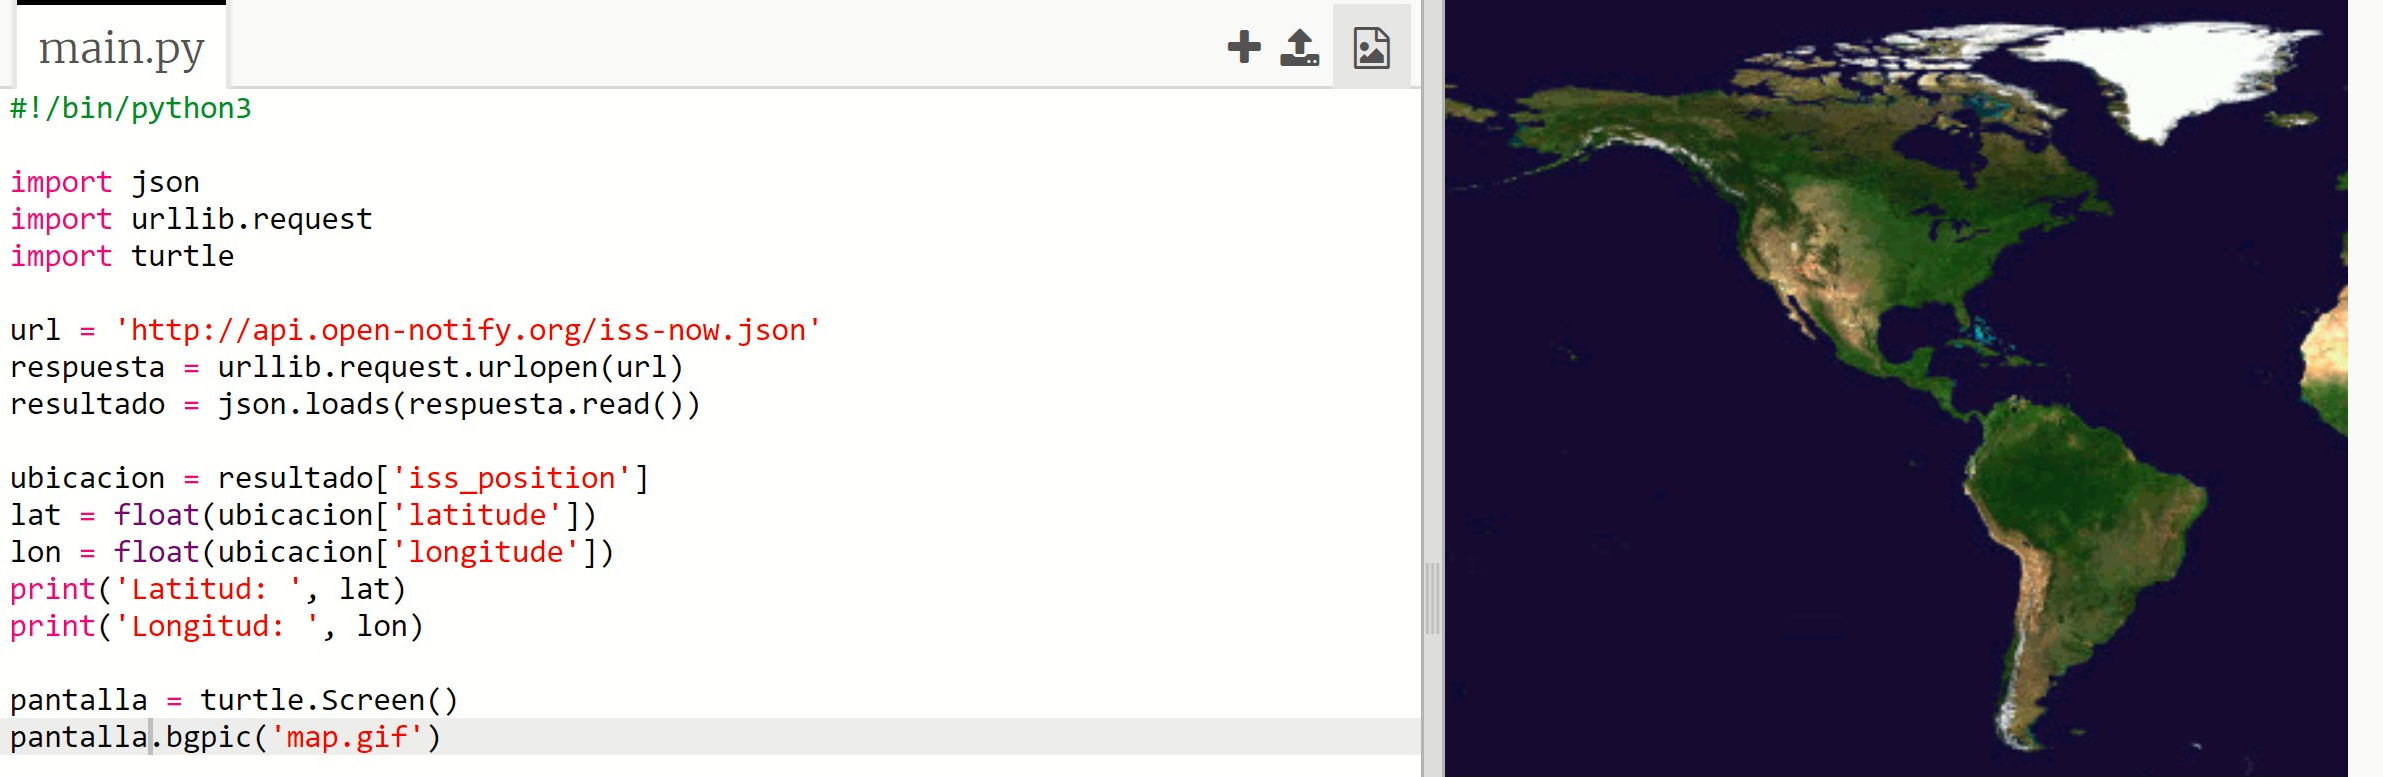 main.py
#!/bin/python3
import json
import urllib.request
import turtle
url = 'http://api.open-notify.org/iss-now.json'
respuesta = urllib.request.urlopen(url)
resultado = json.loads(respuesta.read())
ubicacion = resultado['iss_position']
lat = float(ubicacion['latitude'])
lon = float(ubicacion['longitude'])
print('Latitud: ', lat)
print('Longitud: ', lon)
pantalla = turtle.Screen()
pantalla.bgpic('map.gif')